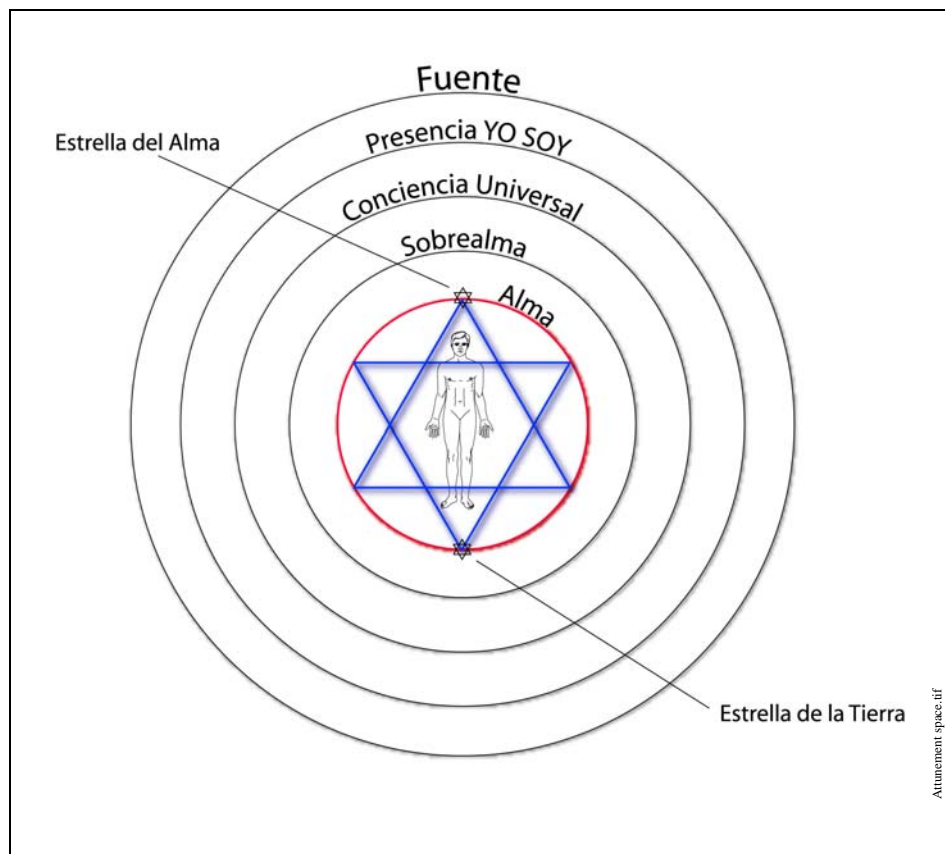 Fuente
Presencia YO SOY
Estrella del Alma
Conciencia Universal
Sobrealma
Alma
Estrella de la Tierra
Attunement space.tif